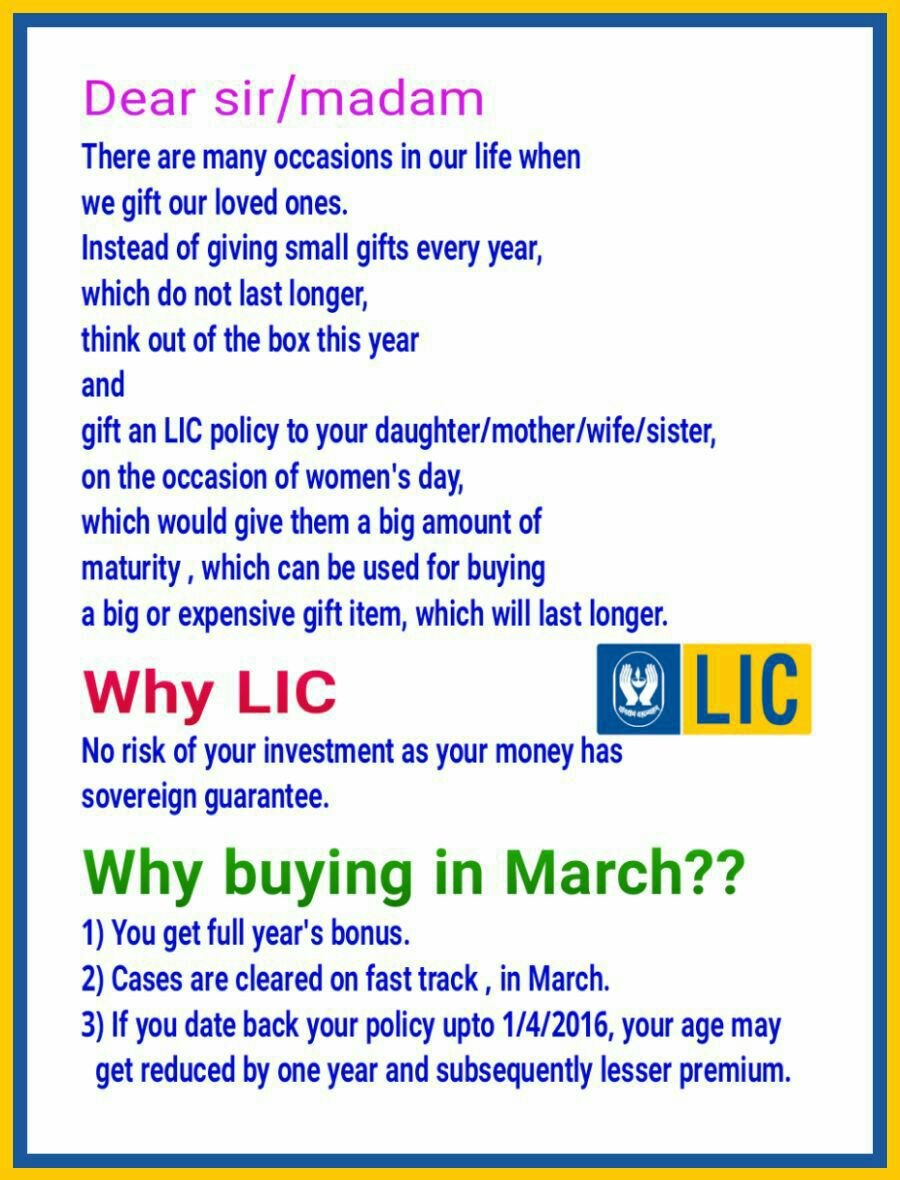 Dear sir/madam
There are many occasions in our life when
we gift our loved ones.
Instead of giving small gifts every year,
which do not last longer,
think out of the box this year
and
gift an LIC policy to your daughter/mother/wife/sister,
on the occasion of women's day,
which would give them a big amount of
maturity , which can be used for buying
a big or expensive gift item, which will last longer.
Why LIC
LIC
No risk of your investment as your money has
sovereign guarantee.
Why buying in March??
1) You get full year's bonus.
2) Cases are cleared on fast track , in March.
3) If you date back your policy upto 1/4/2016, your age may
get reduced by one year and subsequently lesser premium.